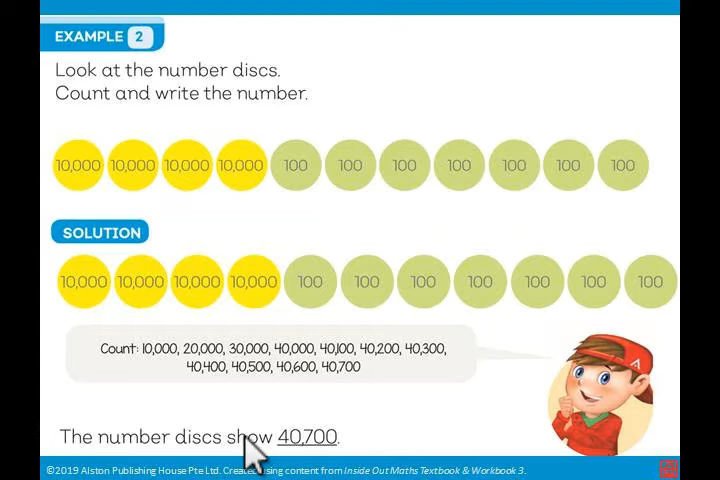 EXAMPLE 2
Look at the number discs.
Count and write the number.
10,000 10,000 10,000 10,000 100 100 100 100 100 100 100
SOLUTION
10,000 10,000 10,000 10,000 100 100 100 100 100 100 100
Count: 10,000, 20,000, 30,000, 40,000, 40,100, 40,200, 40,300,
40,400, 40,500, 40,600, 40,700
The number discs show 40,700.
©2019 Alston Publishing House Pte Ltd. Created using content from Inside Out Maths Textbook & Workbook 3.